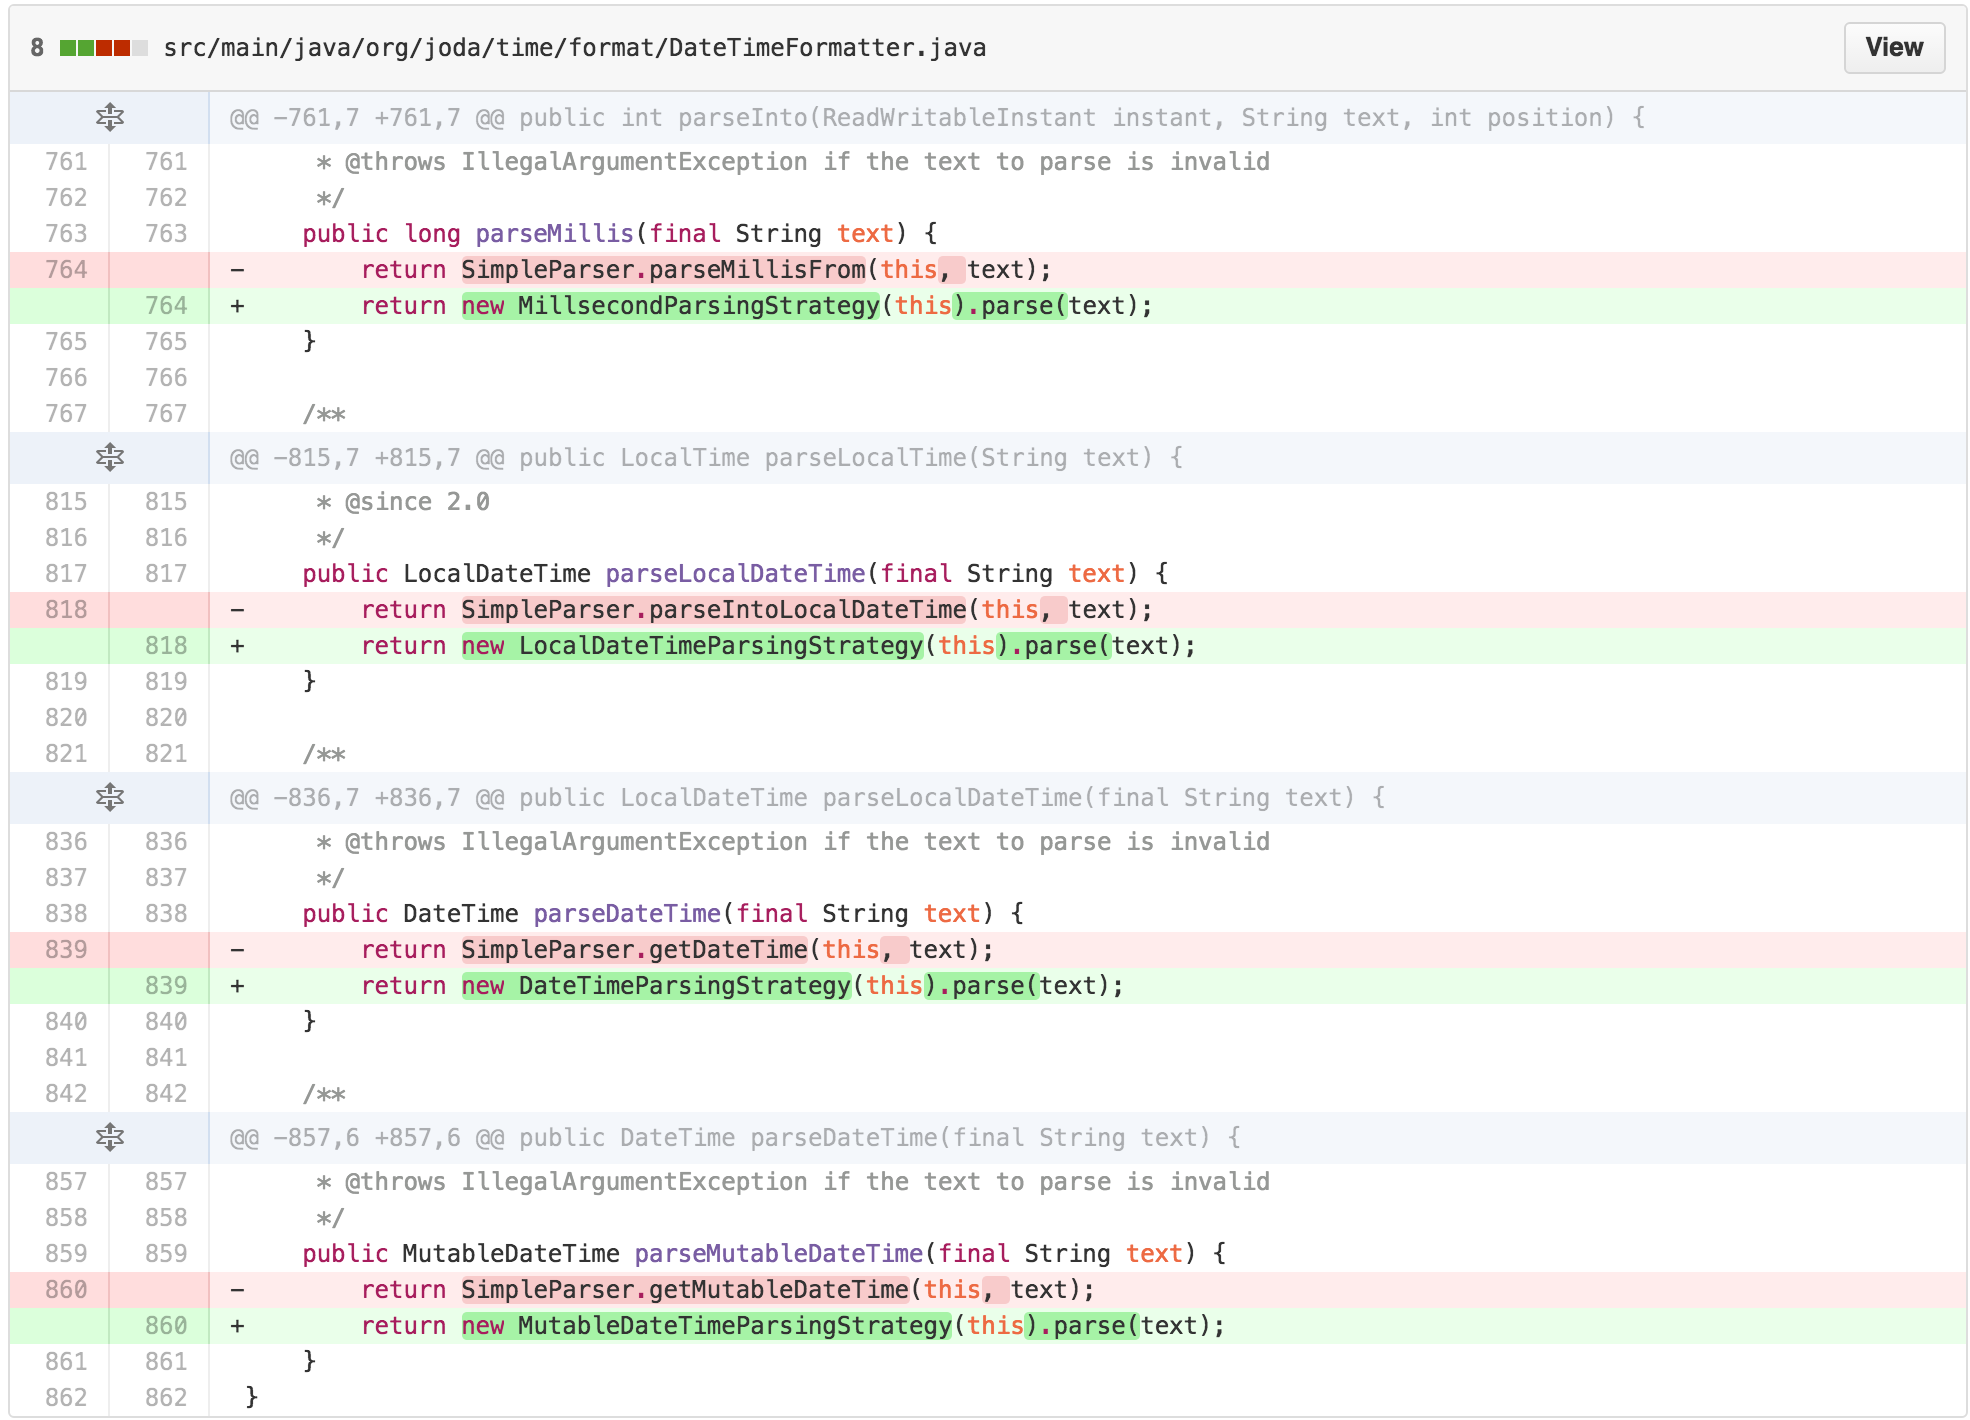 8 src/main/java/org/joda/time/format/DateTimeFormatter.java View
@@ -761,7 +761,7 @@ public int parseInto(ReadWritableInstant instant, String text, int position) {
761 761 * @throws IllegalArgumentException if the text to parse is invalid
762 762 */
763 763 public long parseMillis(final String text) {
764 - return SimpleParser.parseMillisFrom(this, text);
764 + return new MillsecondParsingStrategy(this).parse(text);
765 765 }
766 766
767 767 /**
@@ -815,7 +815,7 @@ public LocalTime parseLocalTime(String text) {
815 815 * @since 2.0
816 816 */
817 817 public LocalDateTime parseLocalDateTime(final String text) {
818 - return SimpleParser.parseIntoLocalDateTime(this, text);
818 + return new LocalDateTimeParsingStrategy(this).parse(text);
819 819 }
820 820
821 821 /**
@@ -836,7 +836,7 @@ public LocalDateTime parseLocalDateTime(final String text) {
836 836 * @throws IllegalArgumentException if the text to parse is invalid
837 837 */
838 838 public DateTime parseDateTime(final String text) {
839 - return SimpleParser.getDateTime(this, text);
839 + return new DateTimeParsingStrategy(this).parse(text);
840 840 }
841 841
842 842 /**
@@ -857,6 +857,6 @@ public DateTime parseDateTime(final String text) {
857 857 * @throws IllegalArgumentException if the text to parse is invalid
858 858 */
859 859 public MutableDateTime parseMutableDateTime(final String text) {
860 - return SimpleParser.getMutableDateTime(this, text);
860 + return new MutableDateTimeParsingStrategy(this).parse(text);
861 861 }
862 862 }